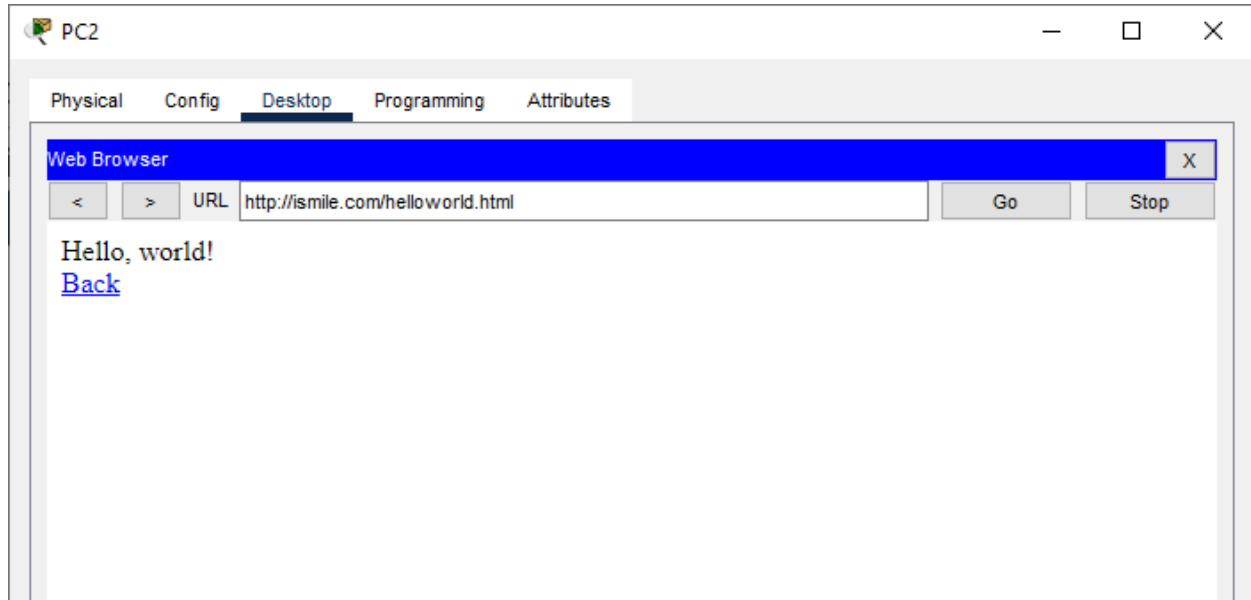 PC2
Physical Config Desktop Programming Attributes
Web Browser X
< > URL http://ismile.com/helloworld.html Go Stop
Hello, world!
Back